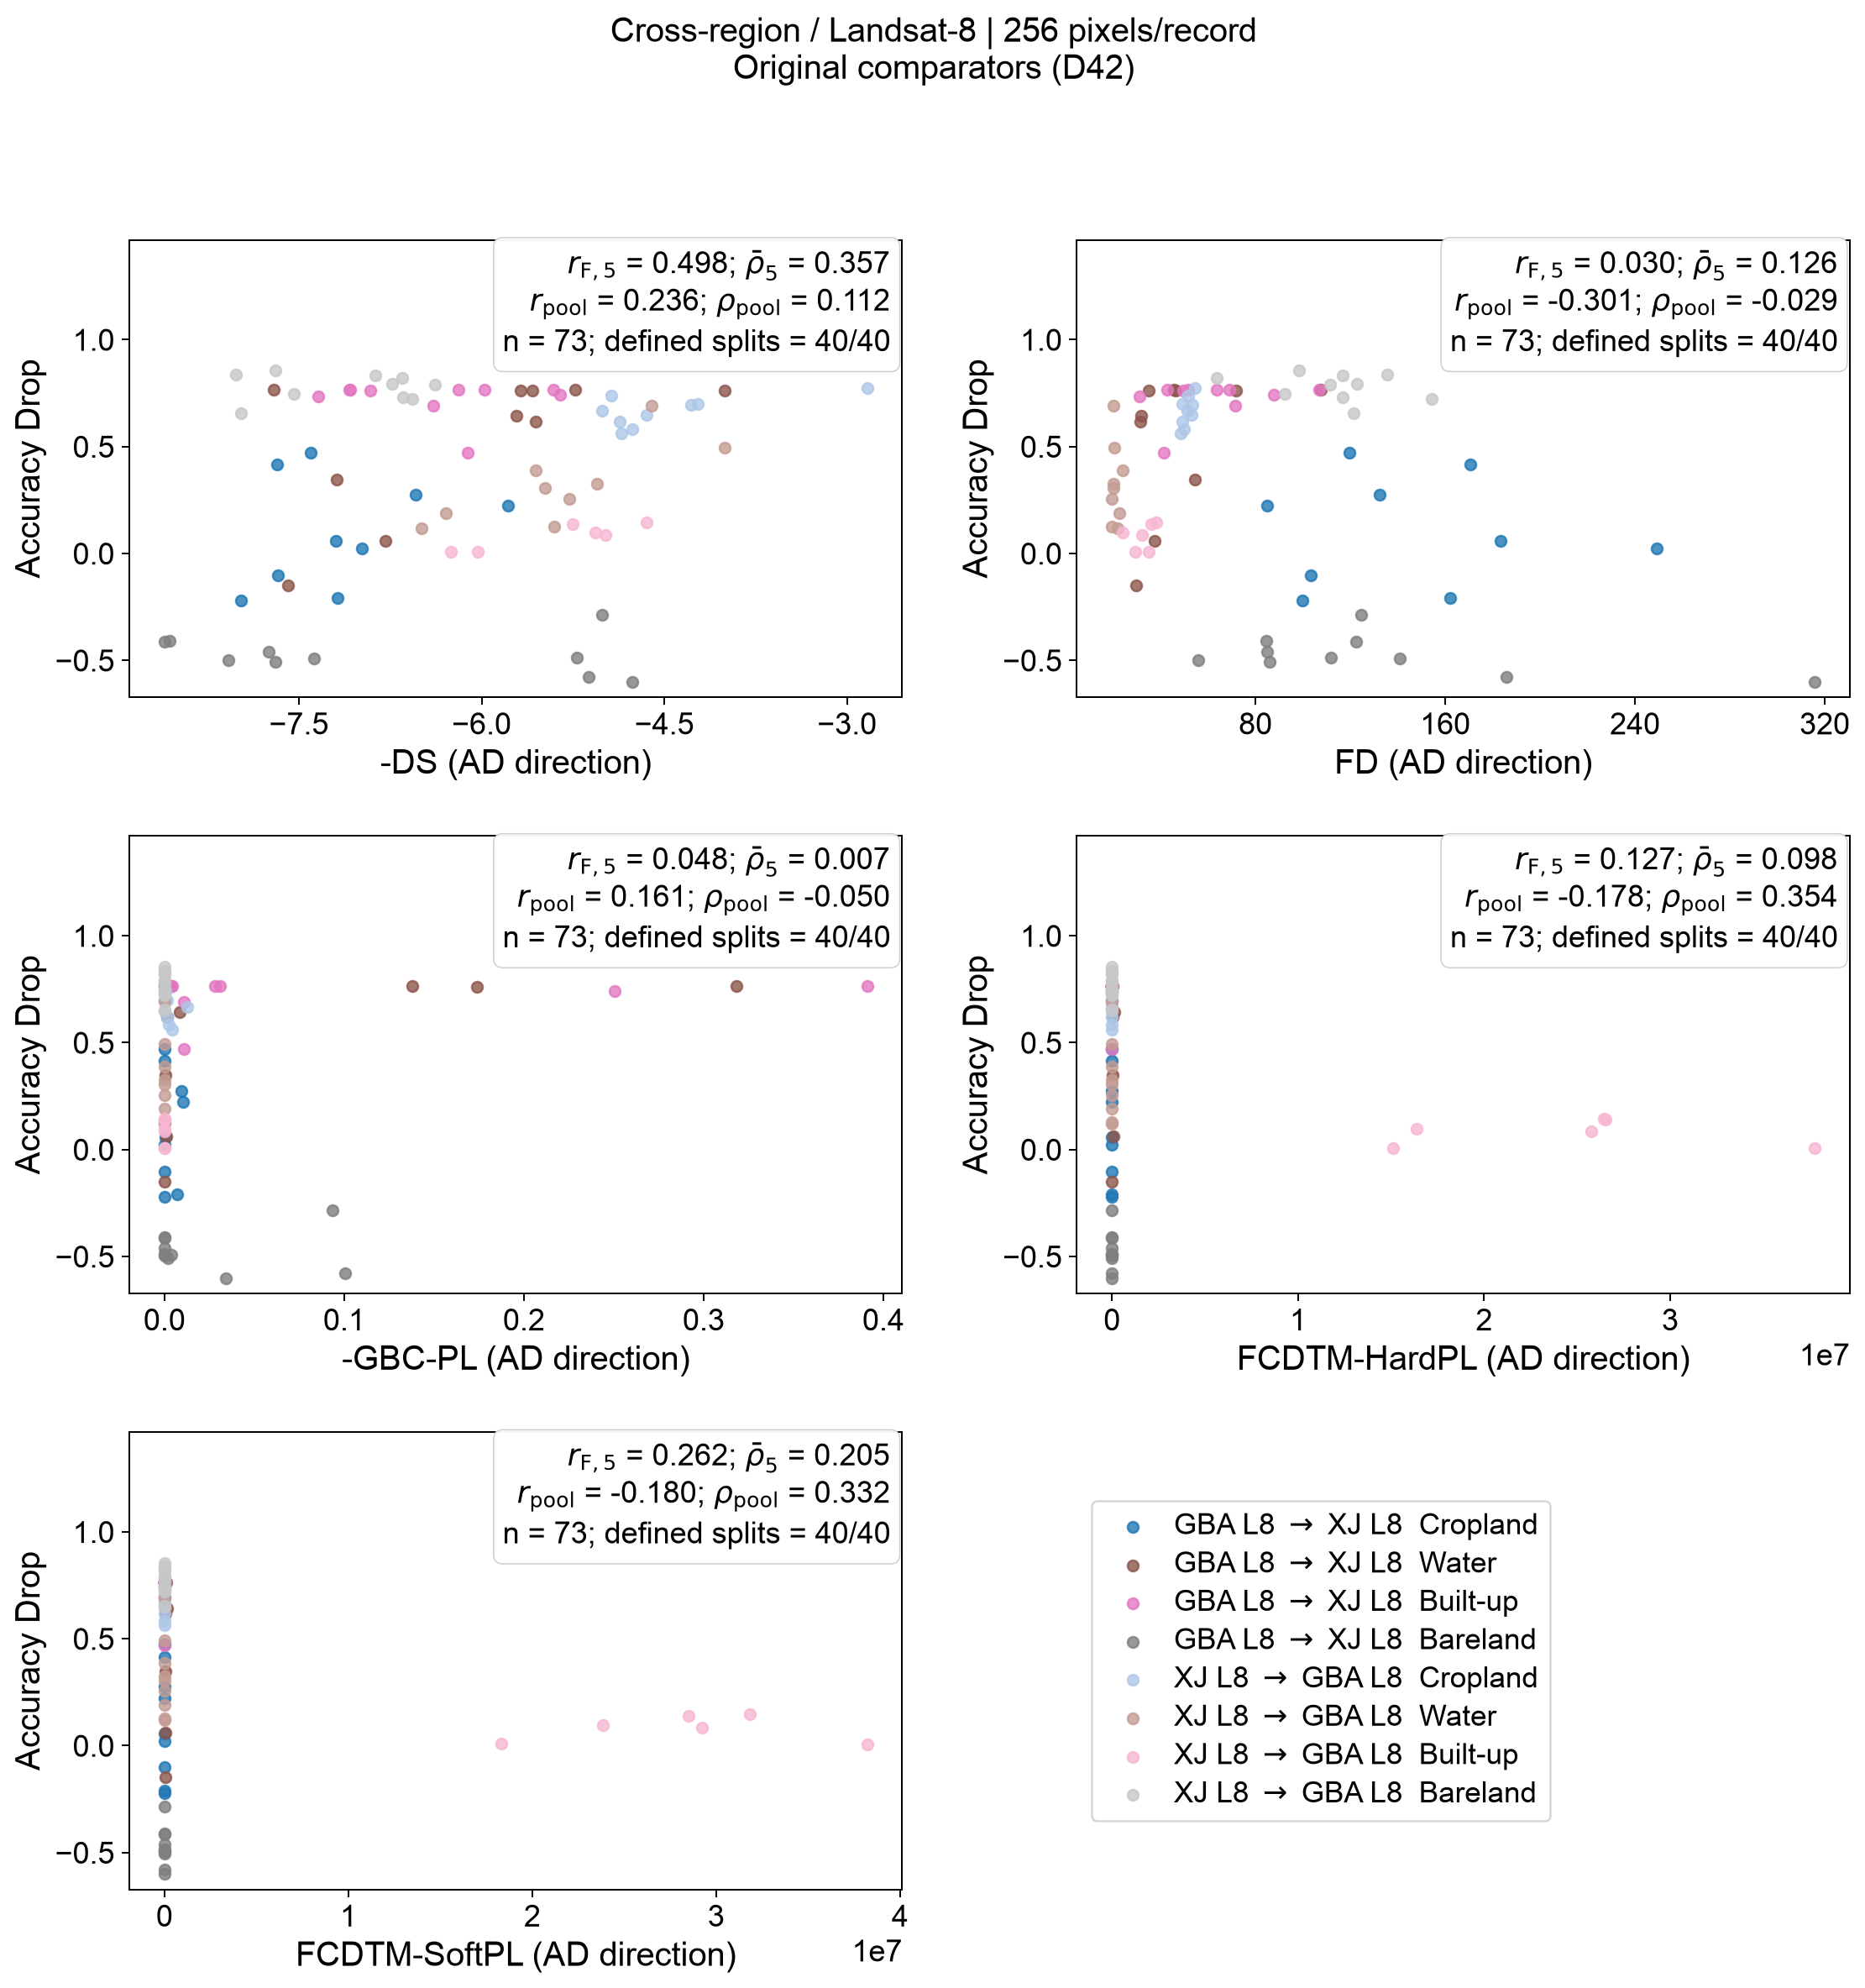 Cross-region / Landsat-8 | 256 pixels/record
Original comparators (D42)
r_F, 5 = 0.498; ρ̄_5 = 0.357
r_pool = 0.236; ρ_pool = 0.112
n = 73; defined splits = 40/40
Accuracy Drop
1.0
0.5
0.0
−0.5
−7.5
−6.0
−4.5
−3.0
-DS (AD direction)
r_F, 5 = 0.030; ρ̄_5 = 0.126
r_pool = -0.301; ρ_pool = -0.029
n = 73; defined splits = 40/40
Accuracy Drop
1.0
0.5
0.0
−0.5
80
160
240
320
FD (AD direction)
r_F, 5 = 0.048; ρ̄_5 = 0.007
r_pool = 0.161; ρ_pool = -0.050
n = 73; defined splits = 40/40
Accuracy Drop
1.0
0.5
0.0
−0.5
0.0
0.1
0.2
0.3
0.4
-GBC-PL (AD direction)
r_F, 5 = 0.127; ρ̄_5 = 0.098
r_pool = -0.178; ρ_pool = 0.354
n = 73; defined splits = 40/40
Accuracy Drop
1.0
0.5
0.0
−0.5
0
1
2
3
1e7
FCDTM-HardPL (AD direction)
r_F, 5 = 0.262; ρ̄_5 = 0.205
r_pool = -0.180; ρ_pool = 0.332
n = 73; defined splits = 40/40
Accuracy Drop
1.0
0.5
0.0
−0.5
0
1
2
3
4
1e7
FCDTM-SoftPL (AD direction)
GBA L8 → XJ L8 Cropland
GBA L8 → XJ L8 Water
GBA L8 → XJ L8 Built-up
GBA L8 → XJ L8 Bareland
XJ L8 → GBA L8 Cropland
XJ L8 → GBA L8 Water
XJ L8 → GBA L8 Built-up
XJ L8 → GBA L8 Bareland